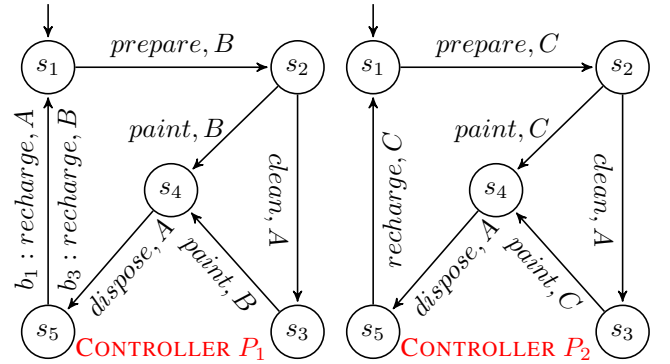 s1
prepare, B
s2
paint, B
clean, A
s4
b1 : recharge, A
b3 : recharge, B
dispose, A
paint, B
s5
s3
CONTROLLER P1
s1
prepare, C
s2
paint, C
clean, A
s4
recharge, C
dispose, A
paint, C
s5
s3
CONTROLLER P2